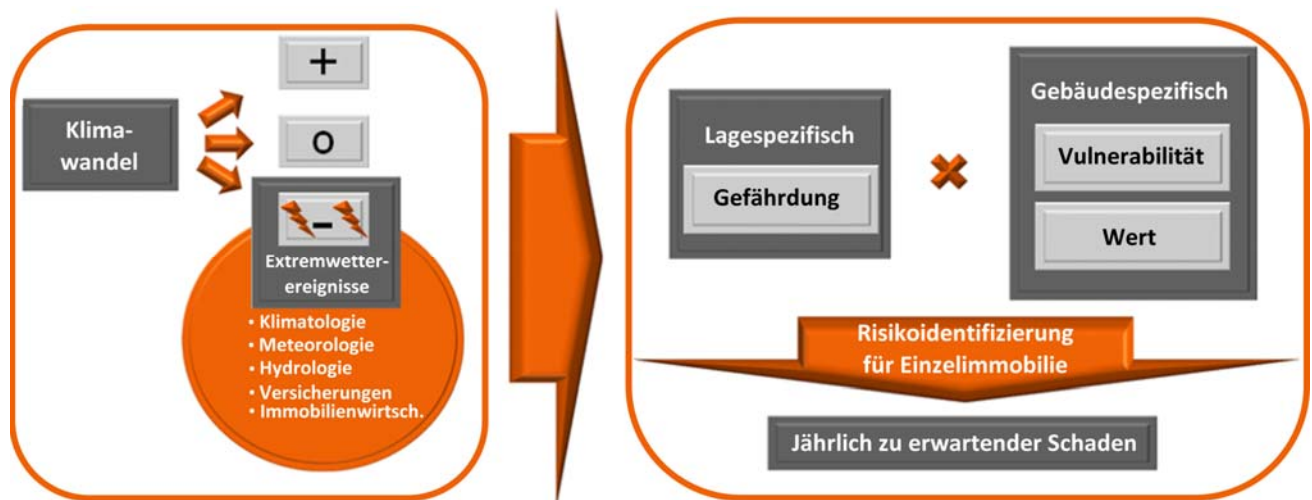 Klima-
wandel
+
o
-
Extremwetter-
ereignisse
• Klimatologie
• Meteorologie
• Hydrologie
• Versicherungen
• Immobilienwirtsch.
Lagespezifisch
Gefährdung
Gebäudespezifisch
Vulnerabilität
Wert
Risikoidentifizierung
für Einzelimmobilie
Jährlich zu erwartender Schaden